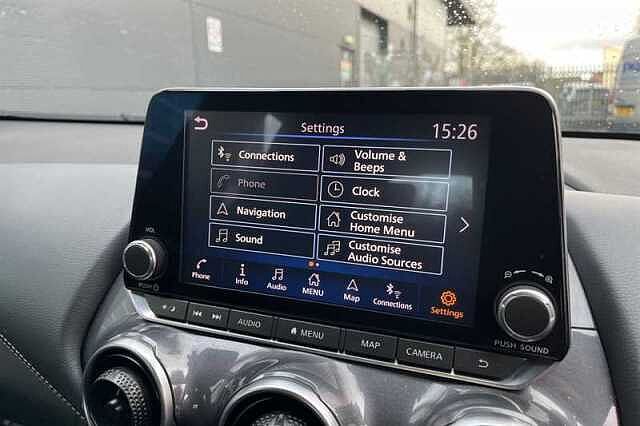 Settings
15:26
Connections
Volume &
Beeps
Phone
Clock
Navigation
Customise
Home Menu
Sound
Customise
Audio Sources
Phone
Info
Audio
MENU
Map
Connections
Settings
VOL
PUSH
AUDIO
MENU
MAP
CAMERA
PUSH SOUND